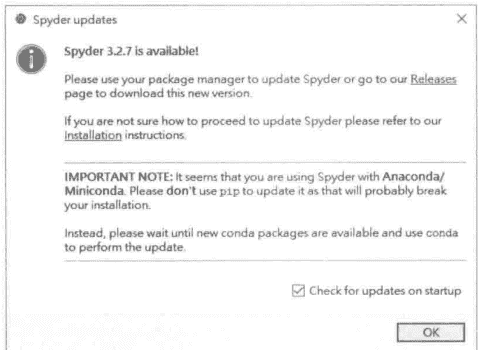 Spyder updates
Spyder 3.2.7 is available!
Please use your package manager to update Spyder or go to our Releases
page to download this new version.
If you are not sure how to proceed to update Spyder please refer to our
Installation instructions.
IMPORTANT NOTE: It seems that you are using Spyder with Anaconda/
Miniconda. Please don't use pip to update it as that will probably break
your installation.
Instead, please wait until new conda packages are available and use conda
to perform the update.
Check for updates on startup
OK